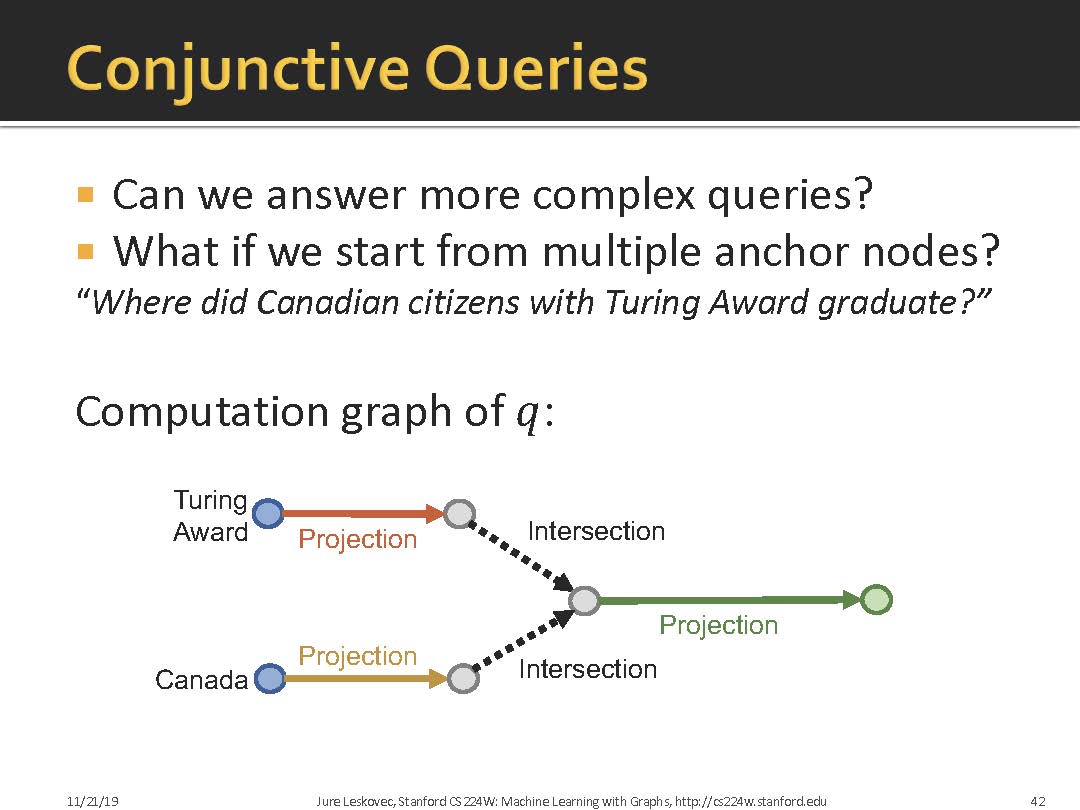 Conjunctive Queries
Can we answer more complex queries?
What if we start from multiple anchor nodes?
“Where did Canadian citizens with Turing Award graduate?”
Computation graph of q:
Turing
Award
Projection
Intersection
Projection
Projection
Canada
Intersection
11/21/19
Jure Leskovec, Stanford CS224W: Machine Learning with Graphs, http://cs224w.stanford.edu
42